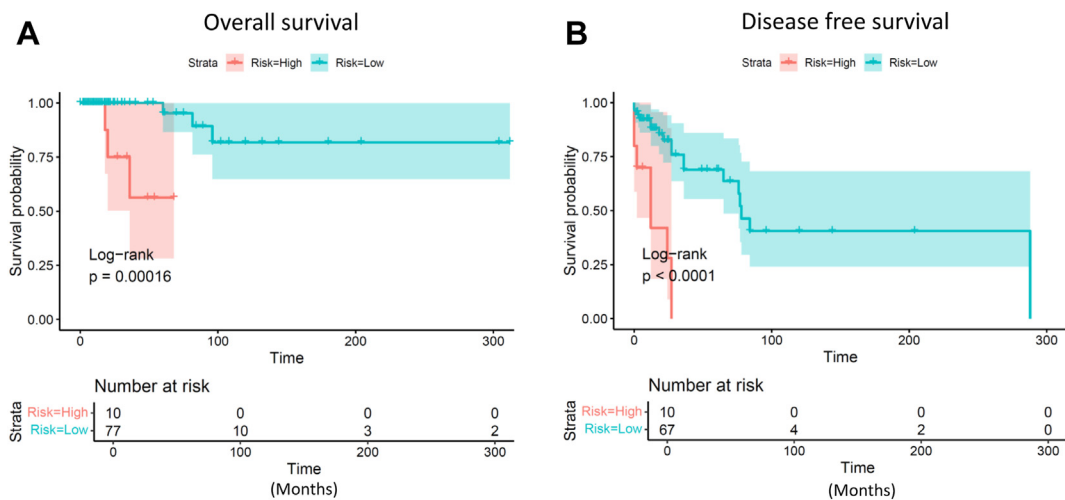 A
Overall survival
Strata Risk=High Risk=Low
Survival probability
1.00
0.75
0.50
0.25
0.00
Log-rank
p = 0.00016
0 100 200 300
Time
Number at risk
Strata
Risk=High 10 0 0 0
Risk=Low 77 10 3 2
0 100 200 300
Time
(Months)
B
Disease free survival
Strata Risk=High Risk=Low
Survival probability
1.00
0.75
0.50
0.25
0.00
Log-rank
p < 0.0001
0 100 200 300
Time
Number at risk
Strata
Risk=High 10 0 0 0
Risk=Low 67 4 2 0
0 100 200 300
Time
(Months)